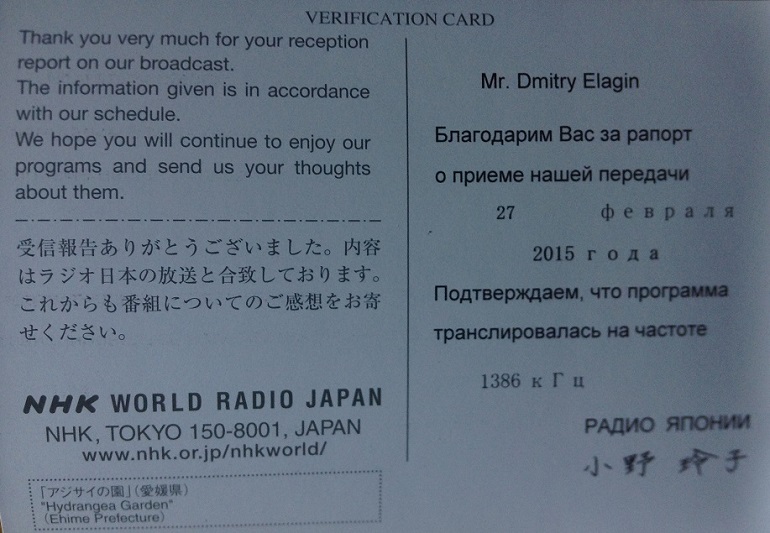 VERIFICATION CARD
Thank you very much for your reception
report on our broadcast.
The information given is in accordance
with our schedule.
We hope you will continue to enjoy our
programs and send us your thoughts
about them.
受信報告ありがとうございました。内容
はラジオ日本の放送と合致しております。
これからも番組についてのご感想をお寄
せください。
NHK WORLD RADIO JAPAN
NHK, TOKYO 150-8001, JAPAN
www.nhk.or.jp/nhkworld/
「アジサイの園」（愛媛県）
"Hydrangea Garden"
(Ehime Prefecture)
Mr. Dmitry Elagin
Благодарим Вас за рапорт
о приеме нашей передачи
27 февраля
2015 года
Подтверждаем, что программа
транслировалась на частоте
1386 кГц
РАДИО ЯПОНИИ
小野 玲子